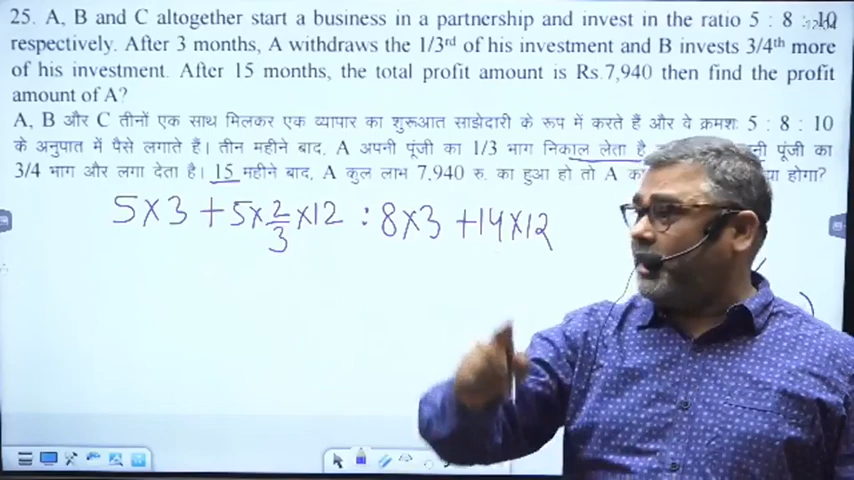 25. A, B and C altogether start a business in a partnership and invest in the ratio 5 : 8 : 10
respectively. After 3 months, A withdraws the 1/3rd of his investment and B invests 3/4th more
of his investment. After 15 months, the total profit amount is Rs.7,940 then find the profit
amount of A?
A, B और C तीनों एक साथ मिलकर एक व्यापार का शुरूआत साझेदारी के रूप में करते हैं और वे क्रमशः 5 : 8 : 10
के अनुपात में पैसे लगाते हैं। तीन महीने बाद, A अपनी पूंजी का 1/3 भाग निकाल लेता है पूंजी का
3/4 भाग और लगा देता है। 15 महीने बाद, A कुल लाभ 7,940 रु. का हुआ हो तो A होगा?
5×3 + 5×2/3×12 : 8×3 + 14×12